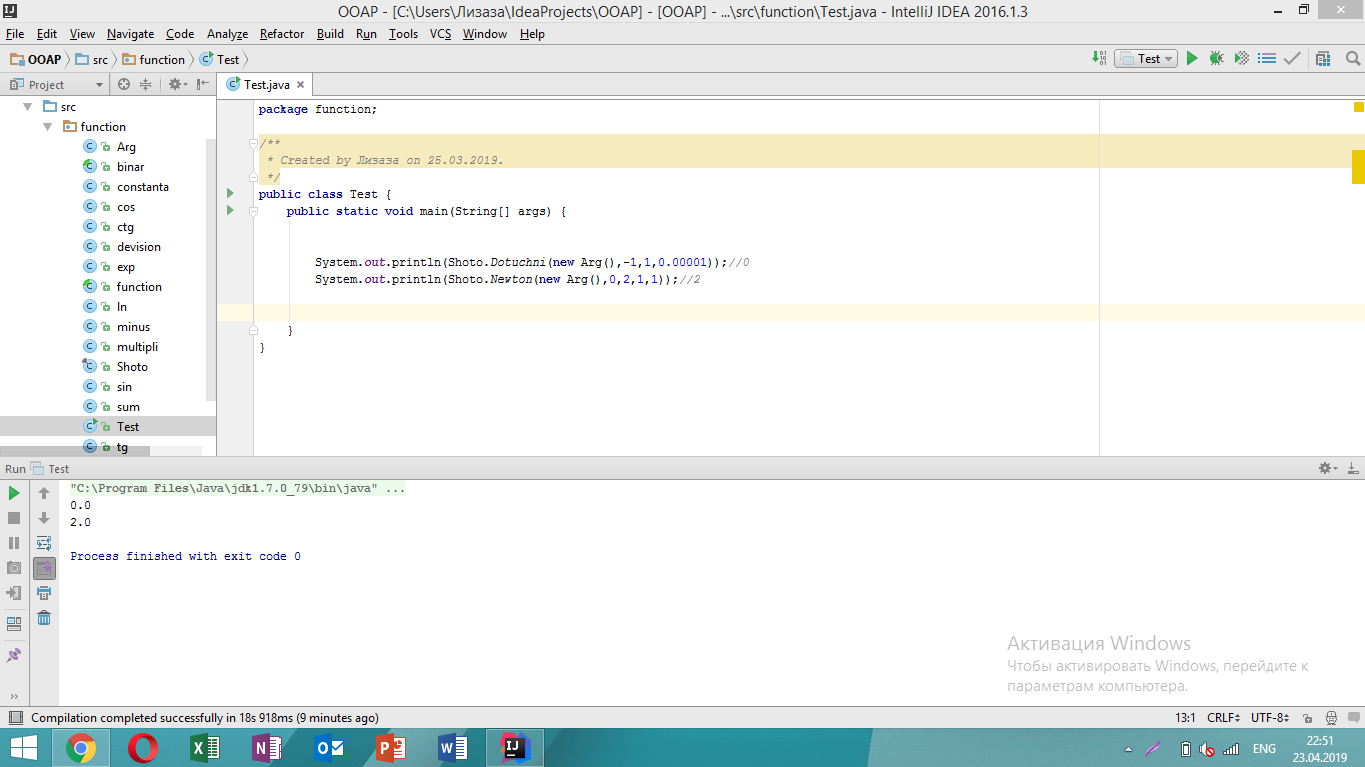 OOAP - [C:\Users\Лизаза\IdeaProjects\OOAP] - [OOAP] - ...\src\function\Test.java - IntelliJ IDEA 2016.1.3
File Edit View Navigate Code Analyze Refactor Build Run Tools VCS Window Help
OOAP src function Test
Test
Project
Test.java
src
function
Arg
binar
constanta
cos
ctg
devision
exp
function
ln
minus
multipli
Shoto
sin
sum
Test
tg
package function;
/**
* Created by Лизаза on 25.03.2019.
*/
public class Test {
public static void main(String[] args) {
System.out.println(Shoto.Dotuchni(new Arg(),-1,1,0.00001));//0
System.out.println(Shoto.Newton(new Arg(),0,2,1,1));//2
}
}
Run Test
"C:\Program Files\Java\jdk1.7.0_79\bin\java" ...
0.0
2.0
Process finished with exit code 0
Активация Windows
Чтобы активировать Windows, перейдите к
параметрам компьютера.
Compilation completed successfully in 18s 918ms (9 minutes ago)
13:1 CRLF UTF-8
ENG
22:51
23.04.2019